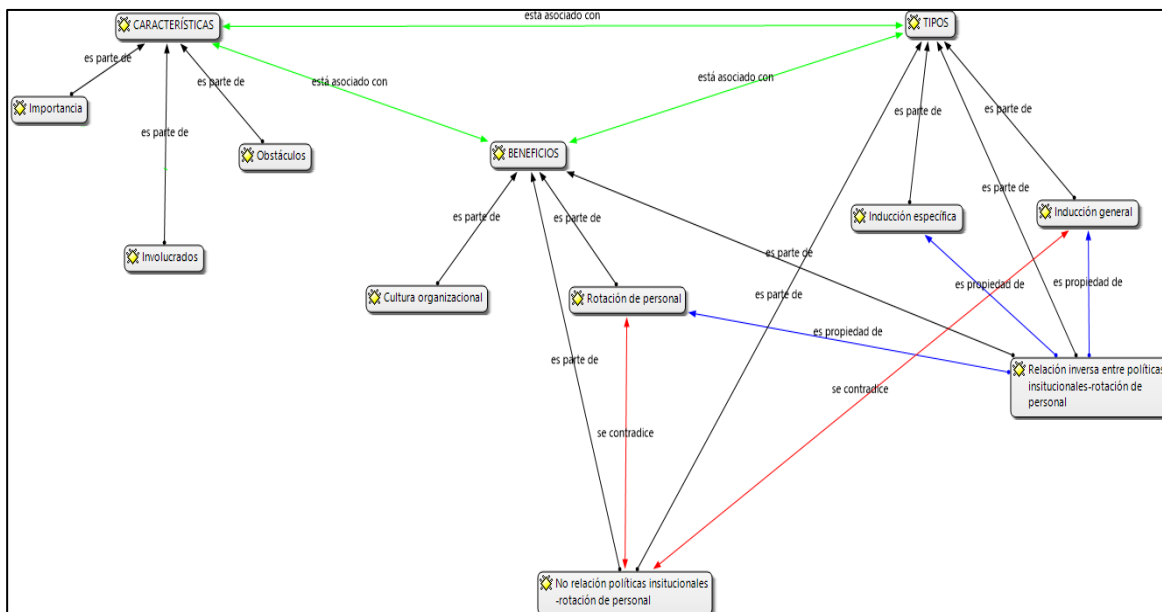 está asociado con
CARACTERÍSTICAS
TIPOS
es parte de
es parte de
está asociado con
está asociado con
Importancia
es parte de
es parte de
es parte de
Obstáculos
BENEFICIOS
es parte de
Inducción específica
Inducción general
es parte de
es parte de
Involucrados
es parte de
es propiedad de
es propiedad de
Cultura organizacional
Rotación de personal
es parte de
es propiedad de
es parte de
Relación inversa entre políticas
insitucionales-rotación de
personal
se contradice
se contradice
No relación políticas insitucionales
-rotación de personal